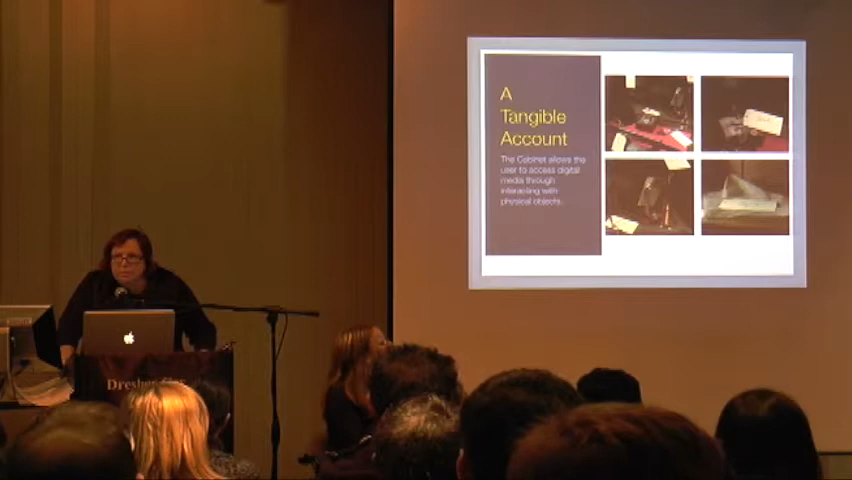 A
Tangible
Account
The Cabinet allows the
user to access digital
media through
interacting with
physical objects.